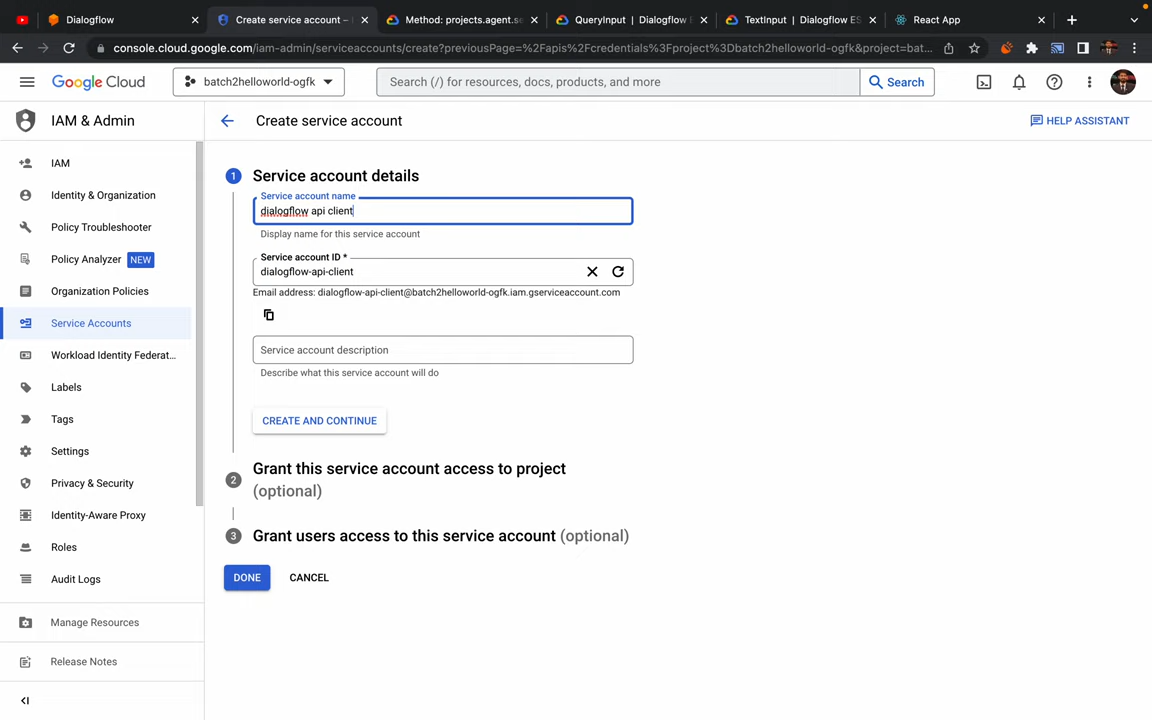 Dialogflow
Create service account –
Method: projects.agent.se
QueryInput | Dialogflow E
TextInput | Dialogflow ES
React App
console.cloud.google.com/iam-admin/serviceaccounts/create?previousPage=%2Fapis%2Fcredentials%3Fproject%3Dbatch2helloworld-ogfk&project=bat...
Google Cloud
batch2helloworld-ogfk
Search (/) for resources, docs, products, and more
Search
IAM & Admin
Create service account
HELP ASSISTANT
IAM
Identity & Organization
Policy Troubleshooter
Policy Analyzer NEW
Organization Policies
Service Accounts
Workload Identity Federat...
Labels
Tags
Settings
Privacy & Security
Identity-Aware Proxy
Roles
Audit Logs
Manage Resources
Release Notes
1 Service account details
Service account name
dialogflow api client
Display name for this service account
Service account ID *
dialogflow-api-client
Email address: dialogflow-api-client@batch2helloworld-ogfk.iam.gserviceaccount.com
Service account description
Describe what this service account will do
CREATE AND CONTINUE
2 Grant this service account access to project
(optional)
3 Grant users access to this service account (optional)
DONE CANCEL